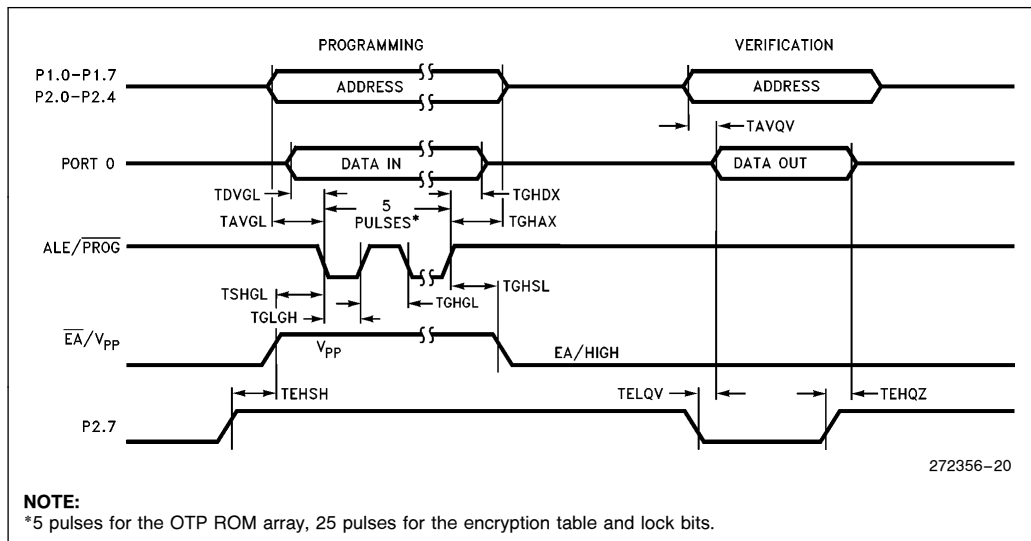 PROGRAMMING VERIFICATION
P1.0–P1.7
P2.0–P2.4
ADDRESS ADDRESS
TAVQV
PORT 0
DATA IN DATA OUT
TDVGL
5
PULSES*
TGHDX
TAVGL
TGHAX
ALE/PROG
TSHGL
TGHGL
TGHSL
TGLGH
EA/VPP
VPP
EA/HIGH
TEHSH
TELQV
TEHQZ
P2.7
272356–20
NOTE:
*5 pulses for the OTP ROM array, 25 pulses for the encryption table and lock bits.